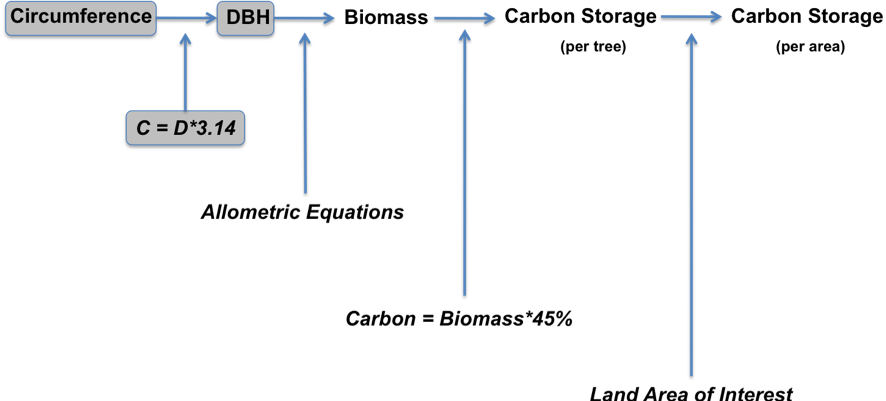 Circumference
DBH
Biomass
Carbon Storage
(per tree)
Carbon Storage
(per area)
C = D*3.14
Allometric Equations
Carbon = Biomass*45%
Land Area of Interest